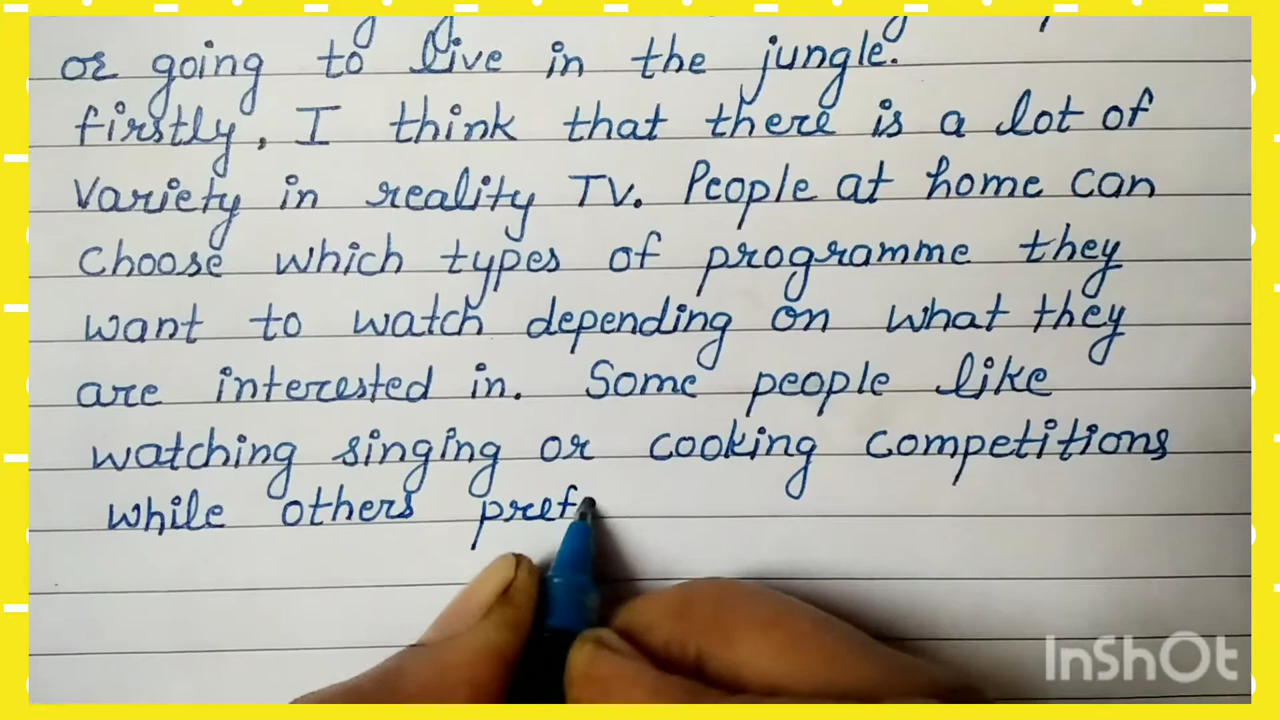 or going to live in the jungle.
firstly, I think that there is a lot of
variety in reality TV. People at home can
choose which types of programme they
want to watch depending on what they
are interested in. Some people like
watching singing or cooking competitions
while others pref
InShOt